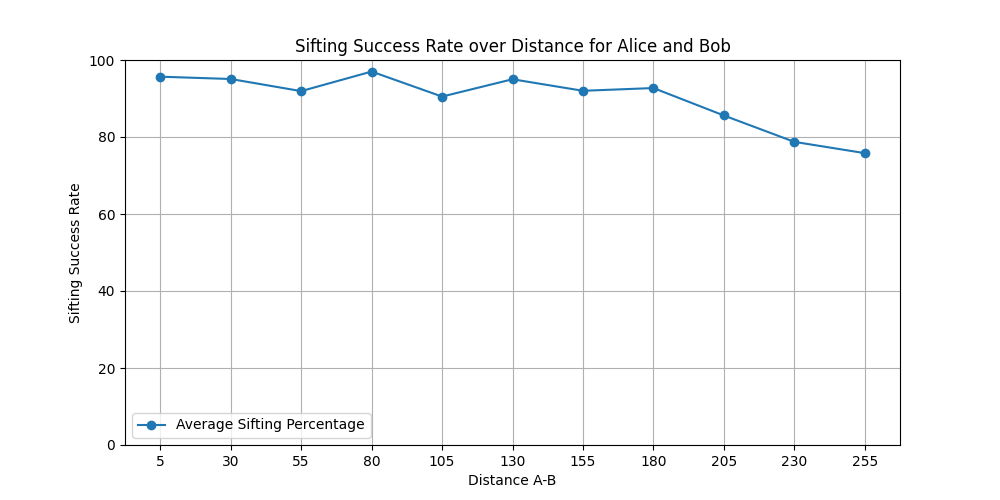 Sifting Success Rate over Distance for Alice and Bob
100
80
60
40
20
0
Sifting Success Rate
Average Sifting Percentage
5 30 55 80 105 130 155 180 205 230 255
Distance A-B